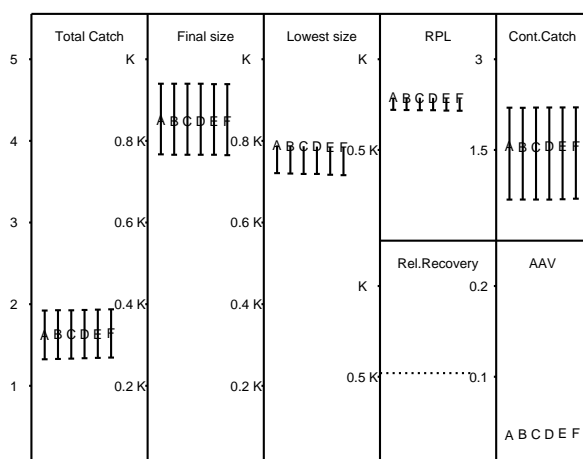 Total Catch Final size Lowest size RPL Cont.Catch
5 K K K 3
A B C D E F
A B C D E F
4 0.8 K 0.8 K 0.5 K 1.5
A B C D E F
A B C D E F
3 0.6 K 0.6 K
Rel.Recovery AAV
K 0.2
2 0.4 K 0.4 K
A B C D E F
1 0.2 K 0.2 K 0.5 K 0.1
A B C D E F